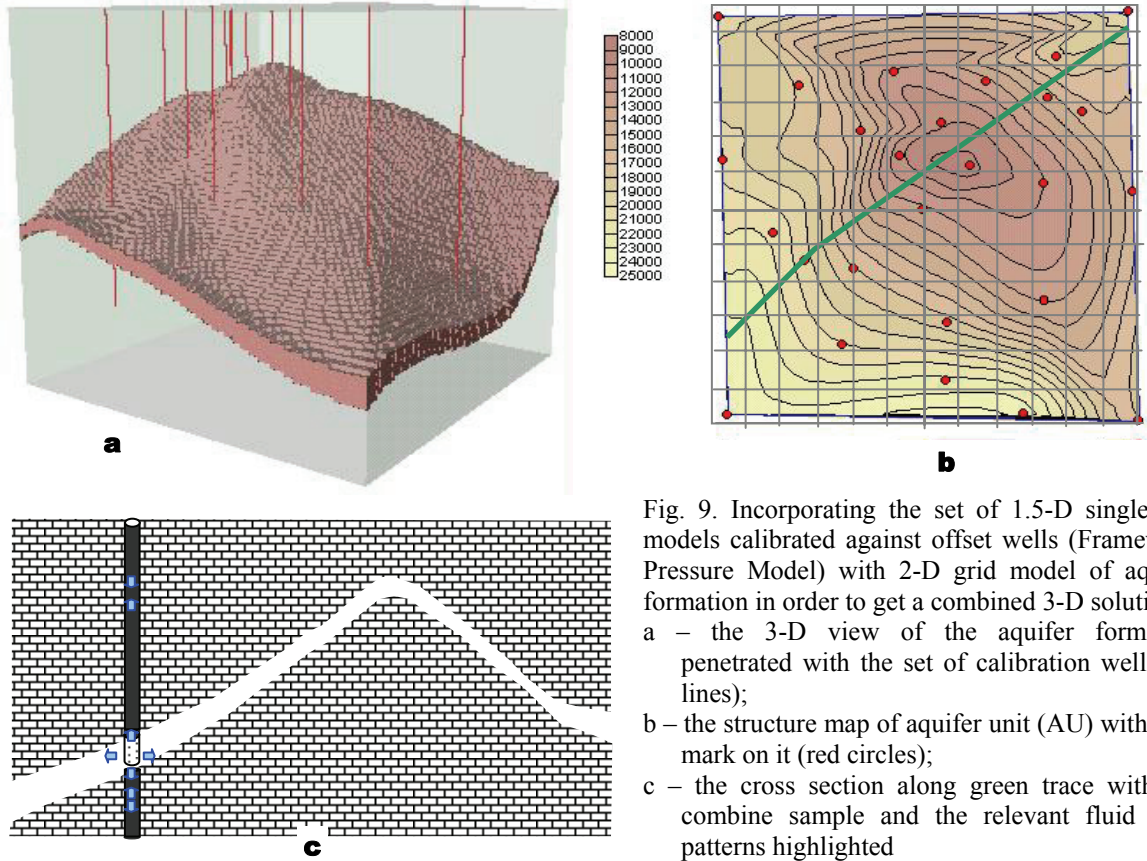 8000
9000
10000
11000
12000
13000
14000
15000
16000
17000
18000
19000
20000
21000
22000
23000
24000
25000
a
b
c
Fig. 9. Incorporating the set of 1.5-D single
models calibrated against offset wells (Frame
Pressure Model) with 2-D grid model of aq
formation in order to get a combined 3-D soluti
a – the 3-D view of the aquifer form
penetrated with the set of calibration well
lines);
b – the structure map of aquifer unit (AU) with
mark on it (red circles);
c – the cross section along green trace with
combine sample and the relevant fluid
patterns highlighted